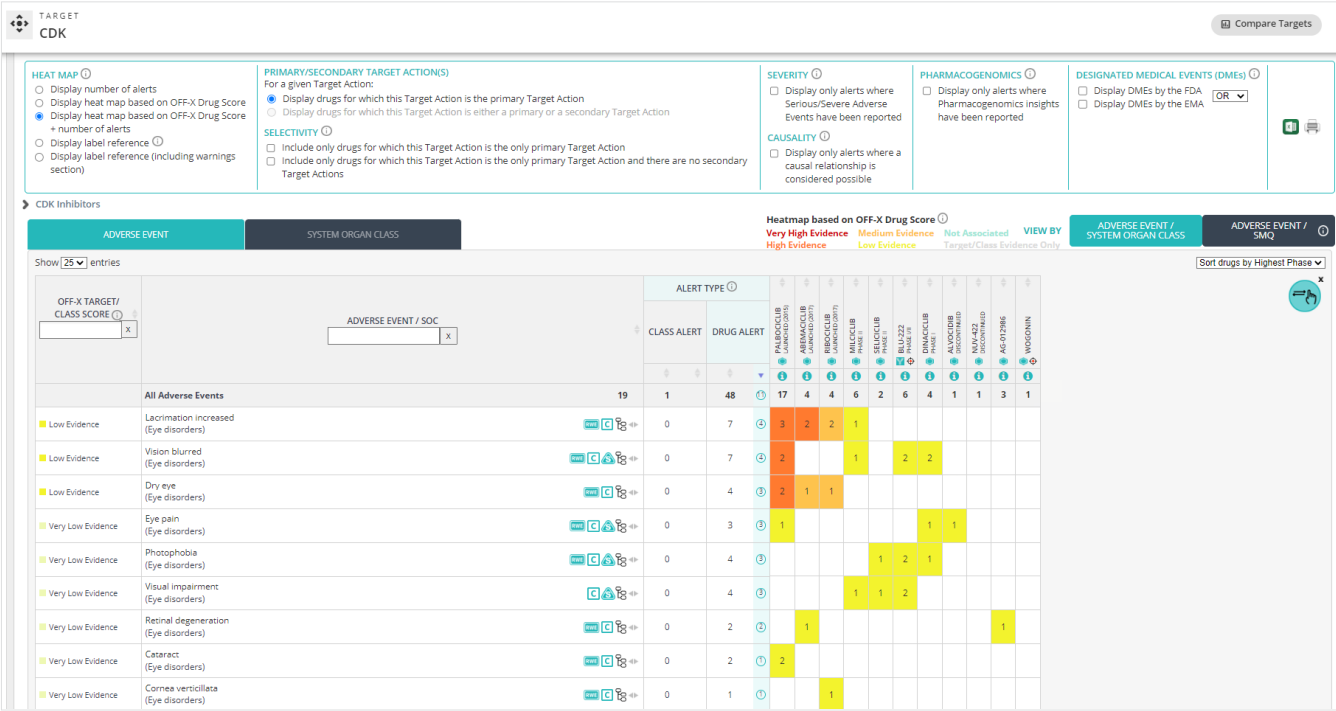 TARGET
CDK
Compare Targets
HEAT MAP
Display number of alerts
Display heat map based on OFF-X Drug Score
Display heat map based on OFF-X Drug Score
+ number of alerts
Display label reference
Display label reference (including warnings
section)
PRIMARY/SECONDARY TARGET ACTION(S)
For a given Target Action:
Display drugs for which this Target Action is the primary Target Action
Display drugs for which this Target Action is either a primary or a secondary Target Action
SELECTIVITY
Include only drugs for which this Target Action is the only primary Target Action
Include only drugs for which this Target Action is the only primary Target Action and there are no secondary
Target Actions
SEVERITY
Display only alerts where
Serious/Severe Adverse
Events have been reported
CAUSALITY
Display only alerts where a
causal relationship is
considered possible
PHARMACOGENOMICS
Display only alerts where
Pharmacogenomics insights
have been reported
DESIGNATED MEDICAL EVENTS (DMEs)
Display DMEs by the FDA
Display DMEs by the EMA
OR
CDK Inhibitors
ADVERSE EVENT
SYSTEM ORGAN CLASS
Heatmap based on OFF-X Drug Score
Very High Evidence Medium Evidence Not Associated
High Evidence Low Evidence Target/Class Evidence Only
VIEW BY
ADVERSE EVENT /
SYSTEM ORGAN CLASS
ADVERSE EVENT /
SMQ
Show 25 entries
Sort drugs by Highest Phase
x
OFF-X TARGET/
CLASS SCORE
x
ADVERSE EVENT / SOC
x
ALERT TYPE
CLASS ALERT
DRUG ALERT
PALBOCICLIB
LAUNCHED (2015)
ABEMACICLIB
LAUNCHED (2017)
RIBOCICLIB
LAUNCHED (2017)
MILCICLIB
PHASE II
SELICICLIB
PHASE II
BLU-222
PHASE I/II
DINACICLIB
PHASE I
ALVOCIDIB
DISCONTINUED
NUV-422
DISCONTINUED
AG-012986
WOGONIN
All Adverse Events 19 1 48 11 17 4 4 6 2 6 4 1 1 3 1
Low Evidence
Lacrimation increased
(Eye disorders)
RWE C 0 7 4 3 2 2 1
Low Evidence
Vision blurred
(Eye disorders)
RWE C S 0 7 4 2 1 2 2
Low Evidence
Dry eye
(Eye disorders)
RWE C 0 4 3 2 1 1
Very Low Evidence
Eye pain
(Eye disorders)
RWE C S 0 3 3 1 1 1
Very Low Evidence
Photophobia
(Eye disorders)
RWE C S 0 4 3 1 2 1
Very Low Evidence
Visual impairment
(Eye disorders)
C S 0 4 3 1 1 2
Very Low Evidence
Retinal degeneration
(Eye disorders)
RWE C 0 2 2 1 1
Very Low Evidence
Cataract
(Eye disorders)
RWE C 0 2 1 2
Very Low Evidence
Cornea verticillata
(Eye disorders)
RWE C 0 1 1 1